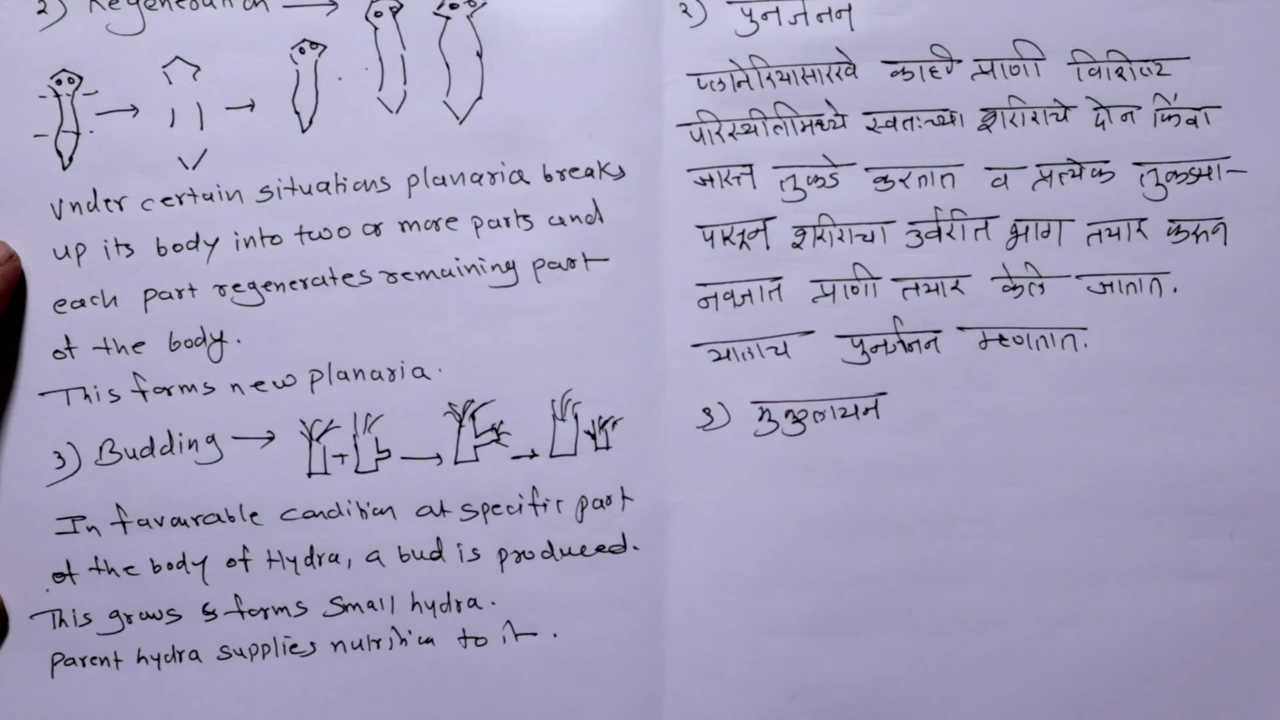 2) Regeneration →
Under certain situations planaria breaks
up its body into two or more parts and
each part regenerates remaining part
of the body.
This forms new planaria.
3) Budding →
In favourable condition at specific part
of the body of Hydra, a bud is produced.
This grows & forms small hydra.
Parent hydra supplies nutrition to it.
२) पुनर्जनन
प्लानेरियासारखे काही प्राणी विशिष्ट
परिस्थीतीमध्ये स्वतःच्या शरीराचे दोन किंवा
जास्त तुकडे करतात व प्रत्येक तुकड्या-
पासून शरीराचा उर्वरीत भाग तयार करून
नवजात प्राणी तयार केले जातात.
यालाच पुनर्जनन म्हणतात.
३) मुकुलायन